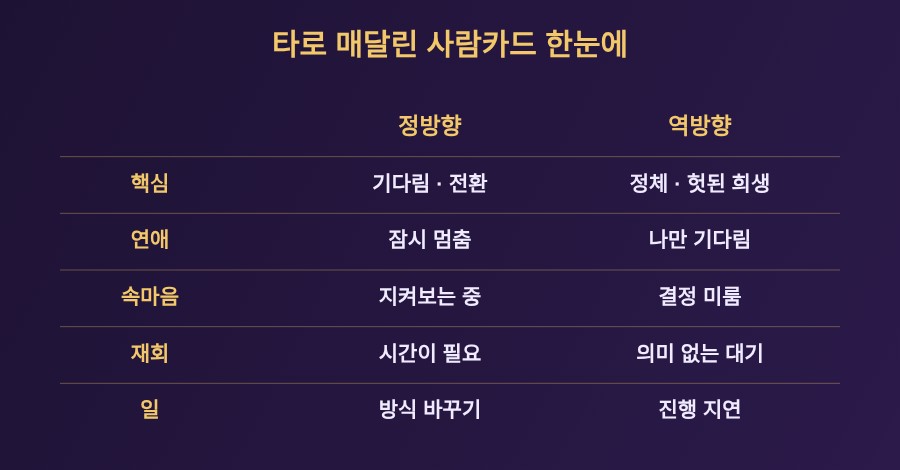 타로 매달린 사람카드 한눈에
정방향 역방향
핵심 기다림 · 전환 정체 · 헛된 희생
연애 잠시 멈춤 나만 기다림
속마음 지켜보는 중 결정 미룸
재회 시간이 필요 의미 없는 대기
일 방식 바꾸기 진행 지연